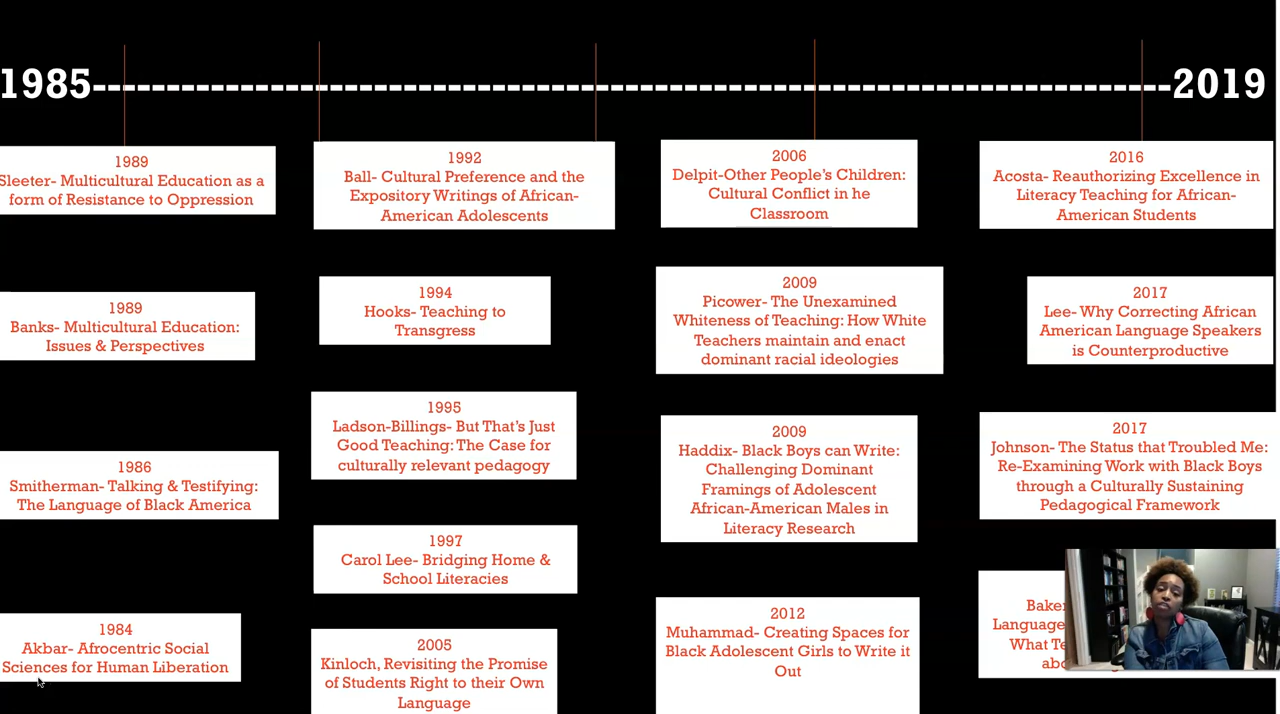 1985
2019
1989
Sleeter- Multicultural Education as a
form of Resistance to Oppression
1989
Banks- Multicultural Education:
Issues & Perspectives
1986
Smitherman- Talking & Testifying:
The Language of Black America
1984
Akbar- Afrocentric Social
Sciences for Human Liberation
1992
Ball- Cultural Preference and the
Expository Writings of African-
American Adolescents
1994
Hooks- Teaching to
Transgress
1995
Ladson-Billings- But That's Just
Good Teaching: The Case for
culturally relevant pedagogy
1997
Carol Lee- Bridging Home &
School Literacies
2005
Kinloch, Revisiting the Promise
of Students Right to their Own
Language
2006
Delpit-Other People's Children:
Cultural Conflict in he
Classroom
2009
Picower- The Unexamined
Whiteness of Teaching: How White
Teachers maintain and enact
dominant racial ideologies
2009
Haddix- Black Boys can Write:
Challenging Dominant
Framings of Adolescent
African-American Males in
Literacy Research
2012
Muhammad- Creating Spaces for
Black Adolescent Girls to Write it
Out
2016
Acosta- Reauthorizing Excellence in
Literacy Teaching for African-
American Students
2017
Lee- Why Correcting African
American Language Speakers
is Counterproductive
2017
Johnson- The Status that Troubled Me:
Re-Examining Work with Black Boys
through a Culturally Sustaining
Pedagogical Framework
Language
What